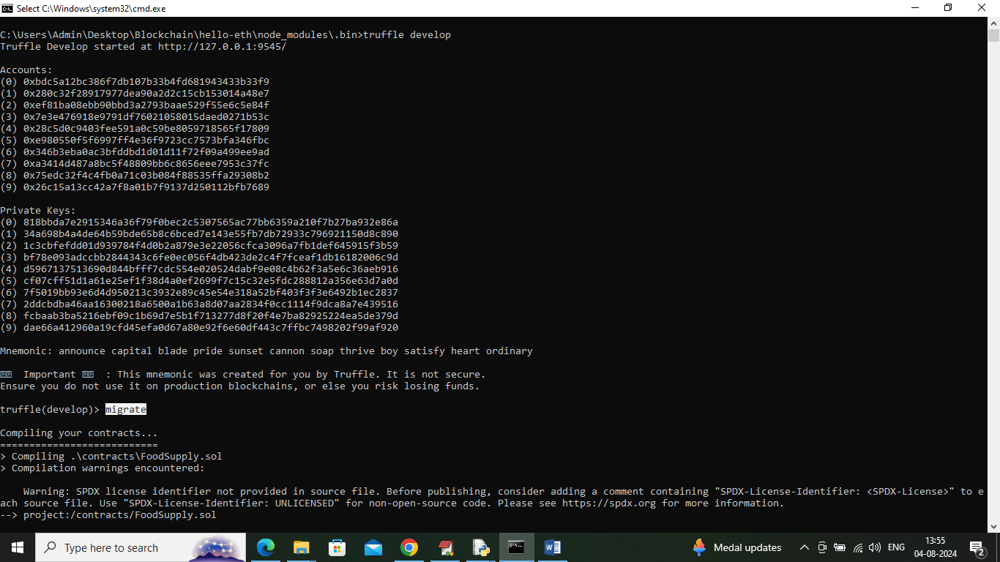 Select C:\Windows\system32\cmd.exe
C:\Users\Admin\Desktop\Blockchain\hello-eth\node_modules\.bin>truffle develop
Truffle Develop started at http://127.0.0.1:9545/
Accounts:
(0) 0xbdc5a12bc386f7db107b33b4fd681943433b33f9
(1) 0x280c32f28917977dea90a2d2c15cb153014a48e7
(2) 0xef81ba08ebb90bbd3a2793baae529f55e6c5e84f
(3) 0x7e3e476918e9791df76021058015daed0271b53c
(4) 0x28c5d0c9403fee591a0c59be8059718565f17809
(5) 0xe980550f5f6997ff4e36f9723cc7573bfa346fbc
(6) 0x346b3eba0ac3bfddbd1d01d11f72f09a499ee9ad
(7) 0xa3414d487a8bc5f48809bb6c8656eee7953c37fc
(8) 0x75edc32f4c4fb0a71c03b084f88535ffa29308b2
(9) 0x26c15a13cc42a7f8a01b7f9137d250112bfb7689
Private Keys:
(0) 818bbda7e2915346a36f79f0bec2c5307565ac77bb6359a210f7b27ba932e86a
(1) 34a698b4a4de64b59bde65b8c6bced7e143e55fb7db72933c796921150d8c890
(2) 1c3cbfefdd01d939784f4d0b2a879e3e22056cfca3096a7fb1def645915f3b59
(3) bf78e093adccbb2844343c6fe0ec056f4db423de2c4f7fceaf1db16182006c9d
(4) d5967137513690d844bfff7cdc554e020524dabf9e08c4b62f3a5e6c36aeb916
(5) cf07cff51d1a61e25ef1f38d4a0ef2699f7c15c32e5fdc288812a356e63d7a0d
(6) 7f5019bb93e6d4d950213c3932e89c45e54e318a52bf403f3f3e6492b1ec2837
(7) 2ddcbdba46aa16300218a6500a1b63a8d07aa2834f0cc1114f9dca8a7e439516
(8) fcbaab3ba5216ebf09c1b69d7e5b1f713277d8f20f4e7ba82925224ea5de379d
(9) dae66a412960a19cfd45efa0d67a80e92f6e60df443c7ffbc7498202f99af920
Mnemonic: announce capital blade pride sunset cannon soap thrive boy satisfy heart ordinary
Important : This mnemonic was created for you by Truffle. It is not secure.
Ensure you do not use it on production blockchains, or else you risk losing funds.
truffle(develop)> migrate
Compiling your contracts...
===========================
> Compiling .\contracts\FoodSupply.sol
> Compilation warnings encountered:
Warning: SPDX license identifier not provided in source file. Before publishing, consider adding a comment containing "SPDX-License-Identifier: <SPDX-License>" to e
ach source file. Use "SPDX-License-Identifier: UNLICENSED" for non-open-source code. Please see https://spdx.org for more information.
--> project:/contracts/FoodSupply.sol
Type here to search
Medal updates
ENG
13:55
04-08-2024
2